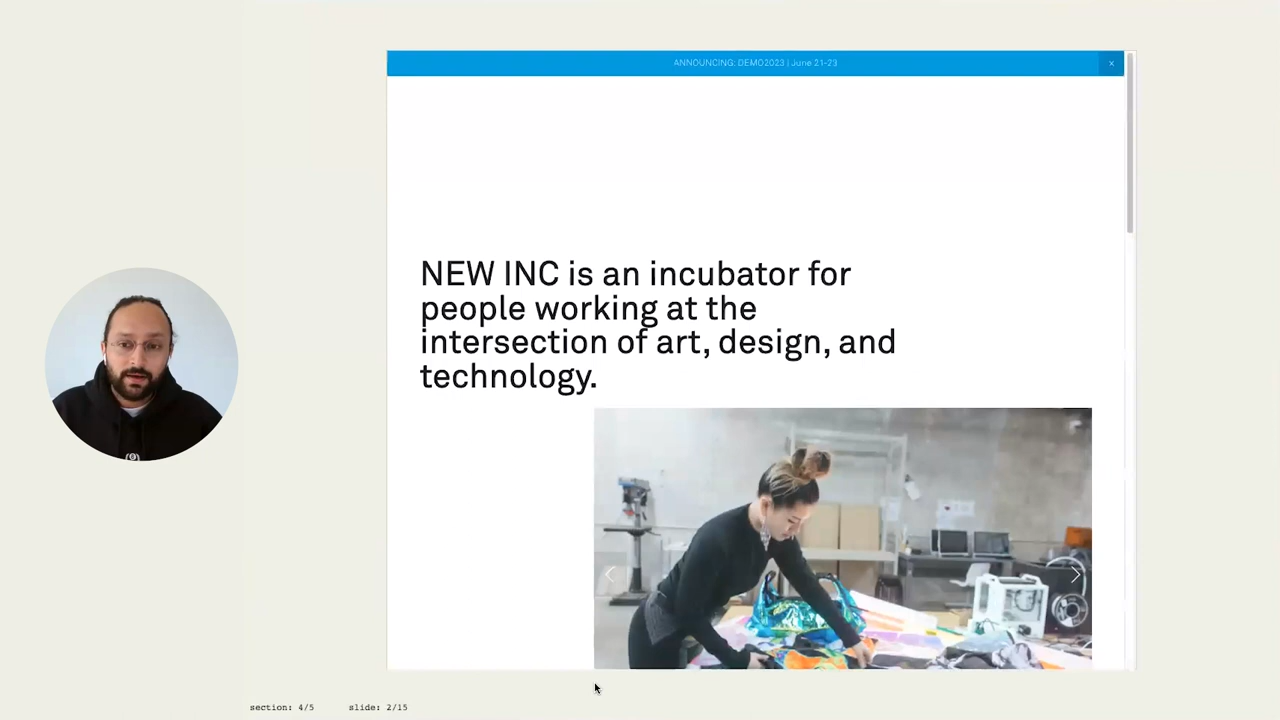 ANNOUNCING: DEMO2023 | June 21-23
×
NEW INC is an incubator for
people working at the
intersection of art, design, and
technology.
section: 4/5 slide: 2/15